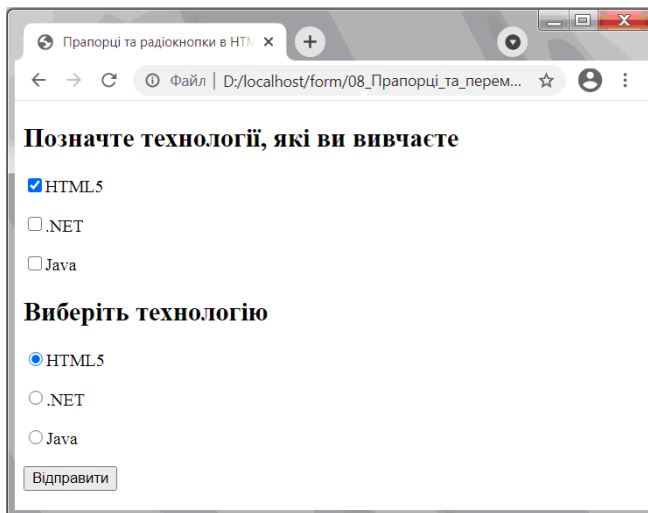 Прапорці та радіокнопки в HTM
Файл | D:/localhost/form/08_Прапорці_та_перем...
Позначте технології, які ви вивчаєте
HTML5
.NET
Java
Виберіть технологію
HTML5
.NET
Java
Відправити